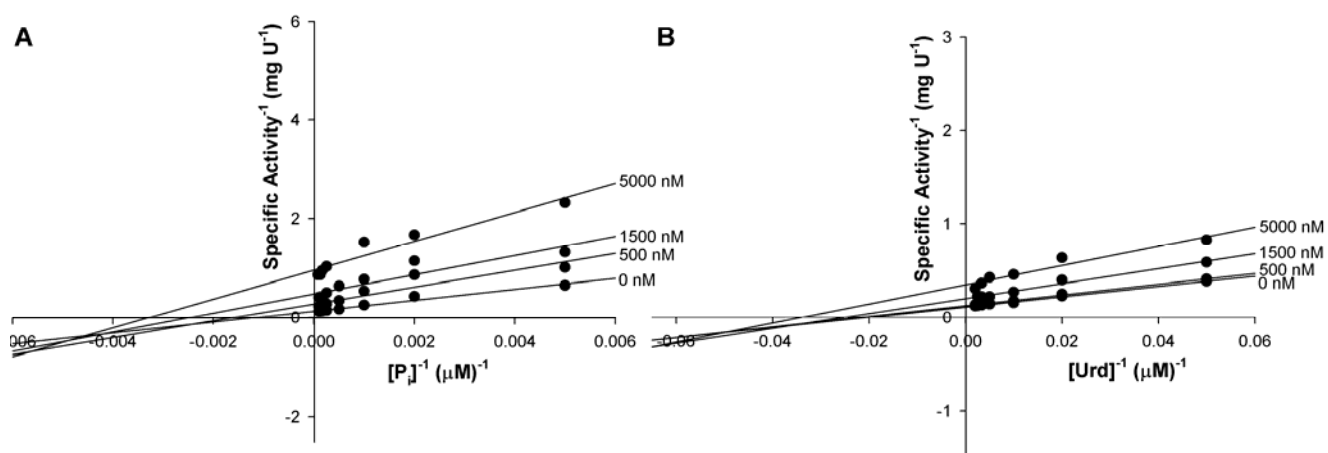 A
Specific Activity⁻¹ (mg U⁻¹)
6
4
2
0
-2
5000 nM
1500 nM
500 nM
0 nM
006 -0.004 -0.002 0.000 0.002 0.004 0.006
[Pᵢ]⁻¹ (μM)⁻¹
B
Specific Activity⁻¹ (mg U⁻¹)
3
2
1
0
-1
5000 nM
1500 nM
500 nM
0 nM
-0.06 -0.04 -0.02 0.00 0.02 0.04 0.06
[Urd]⁻¹ (μM)⁻¹